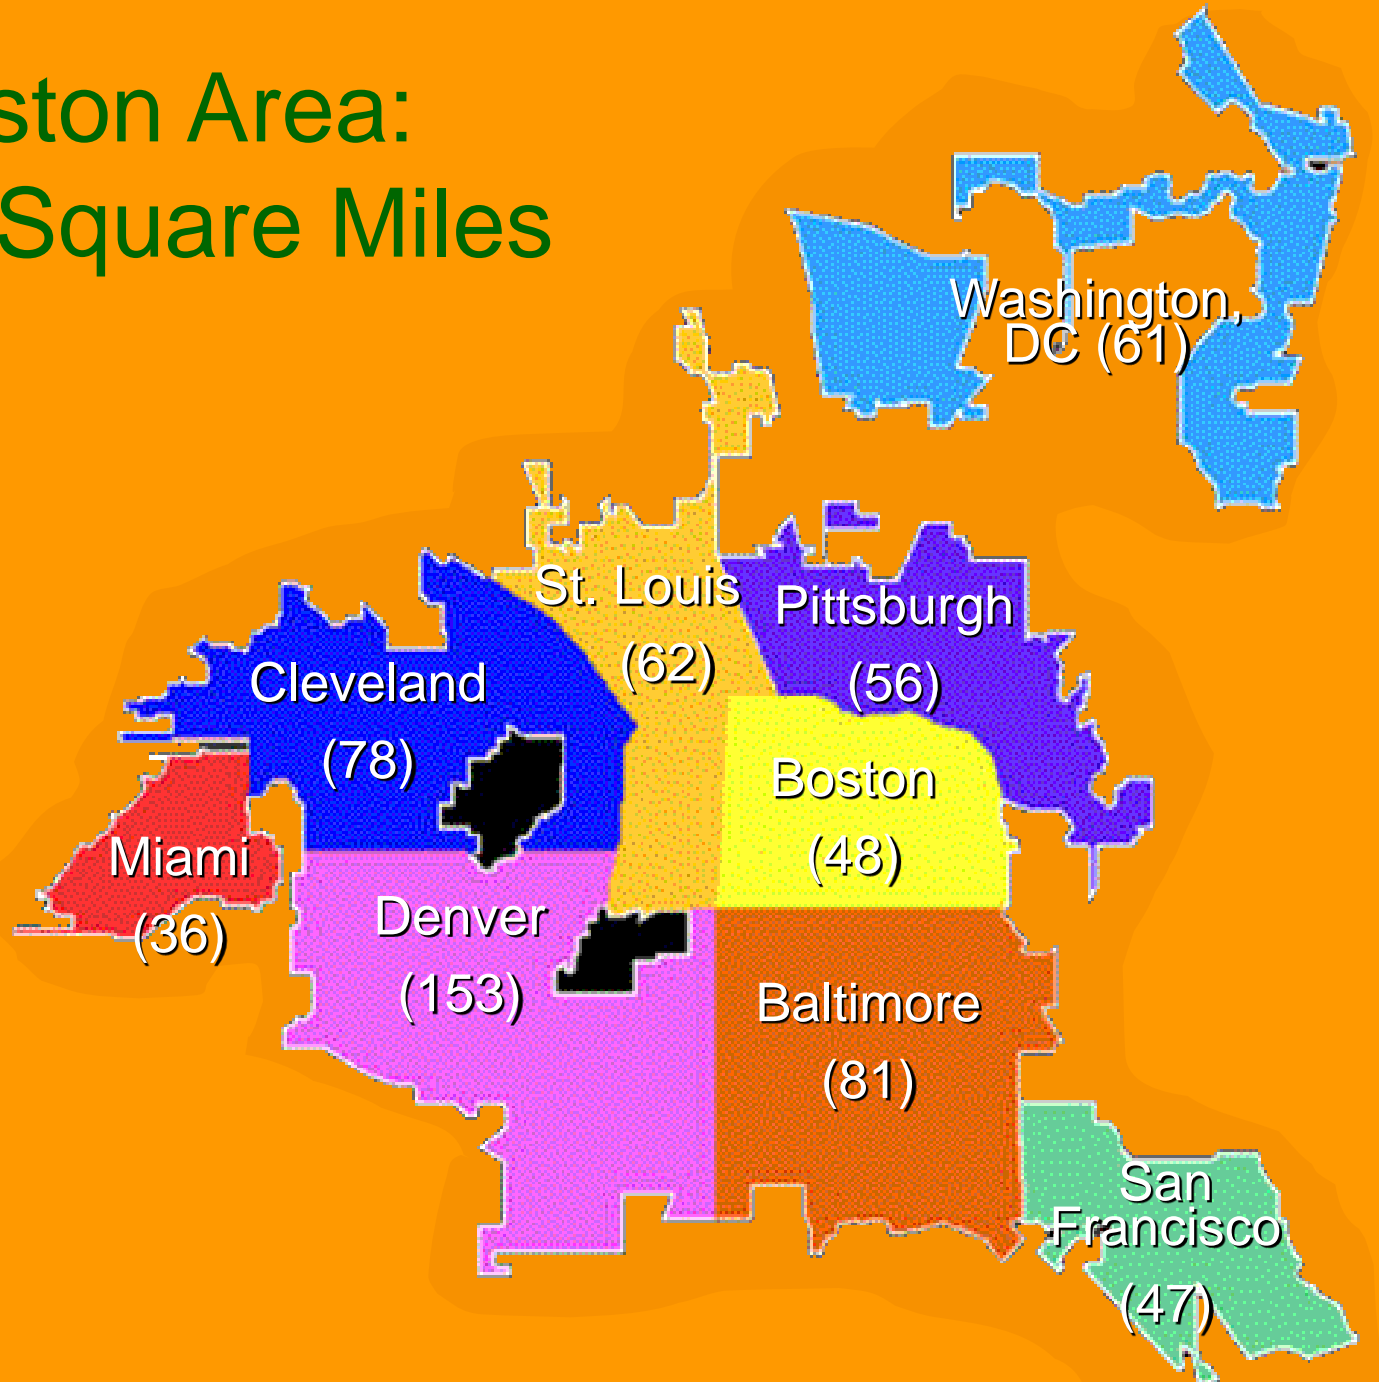 ston Area:
Square Miles
Washington,
DC (61)
St. Louis
(62)
Pittsburgh
(56)
Cleveland
(78)
Boston
(48)
Miami
(36)
Denver
(153)
Baltimore
(81)
San
Francisco
(47)